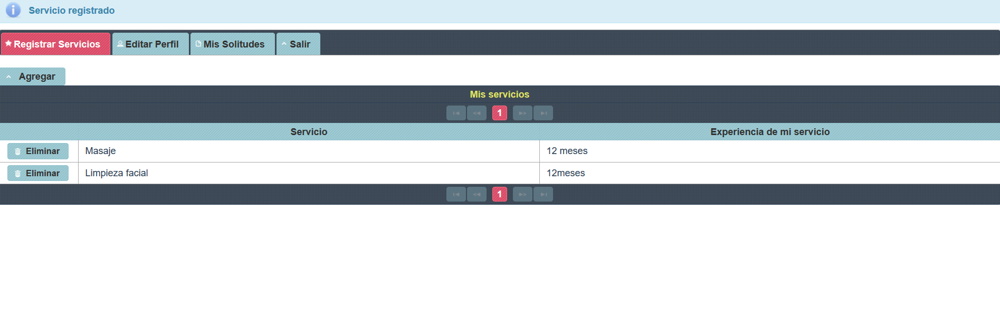 Servicio registrado
Registrar Servicios Editar Perfil Mis Solitudes Salir
Agregar
Mis servicios
1
Servicio Experiencia de mi servicio
Eliminar Masaje 12 meses
Eliminar Limpieza facial 12meses
1